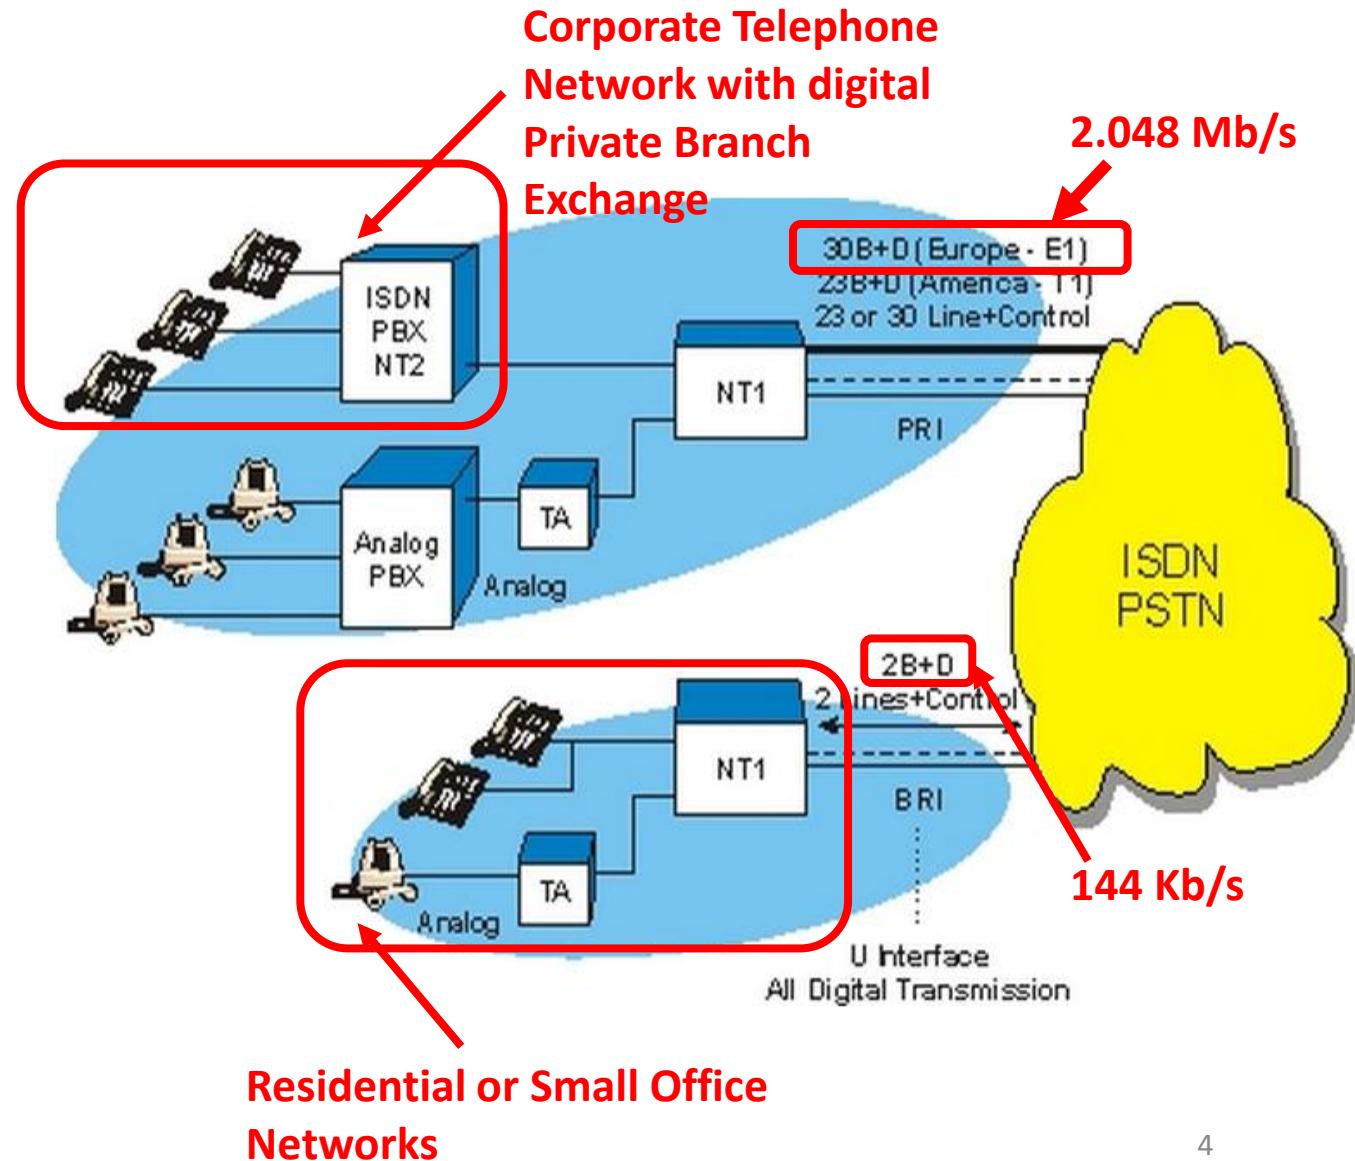 Corporate Telephone
Network with digital
Private Branch
Exchange
2.048 Mb/s
30B+D (Europe - E1)
23B+D (America - T1)
23 or 30 Line+Control
ISDN
PBX
NT2
NT1
PRI
Analog
PBX
TA
Analog
ISDN
PSTN
2B+D
2 Lines+Control
NT1
BRI
TA
Analog
144 Kb/s
U Interface
All Digital Transmission
Residential or Small Office
Networks
4